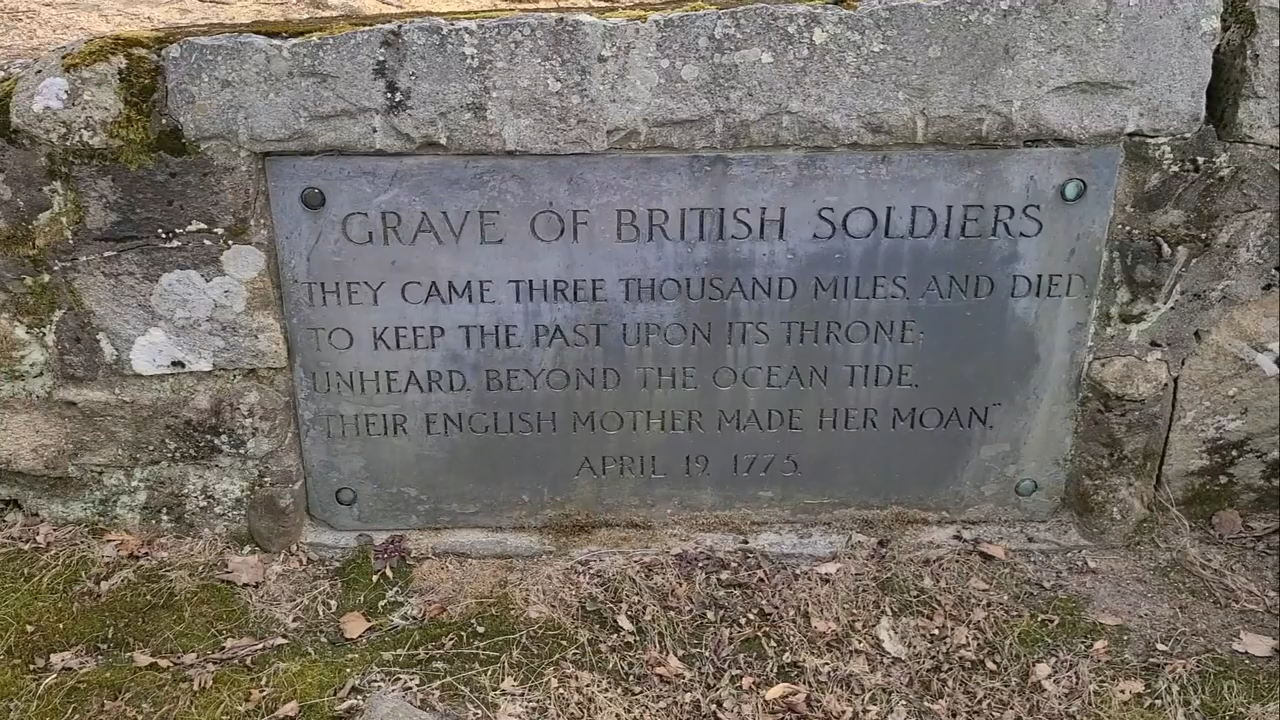 GRAVE OF BRITISH SOLDIERS
"THEY CAME THREE THOUSAND MILES, AND DIED,
TO KEEP THE PAST UPON ITS THRONE;
UNHEARD, BEYOND THE OCEAN TIDE,
THEIR ENGLISH MOTHER MADE HER MOAN."
APRIL 19, 1775.